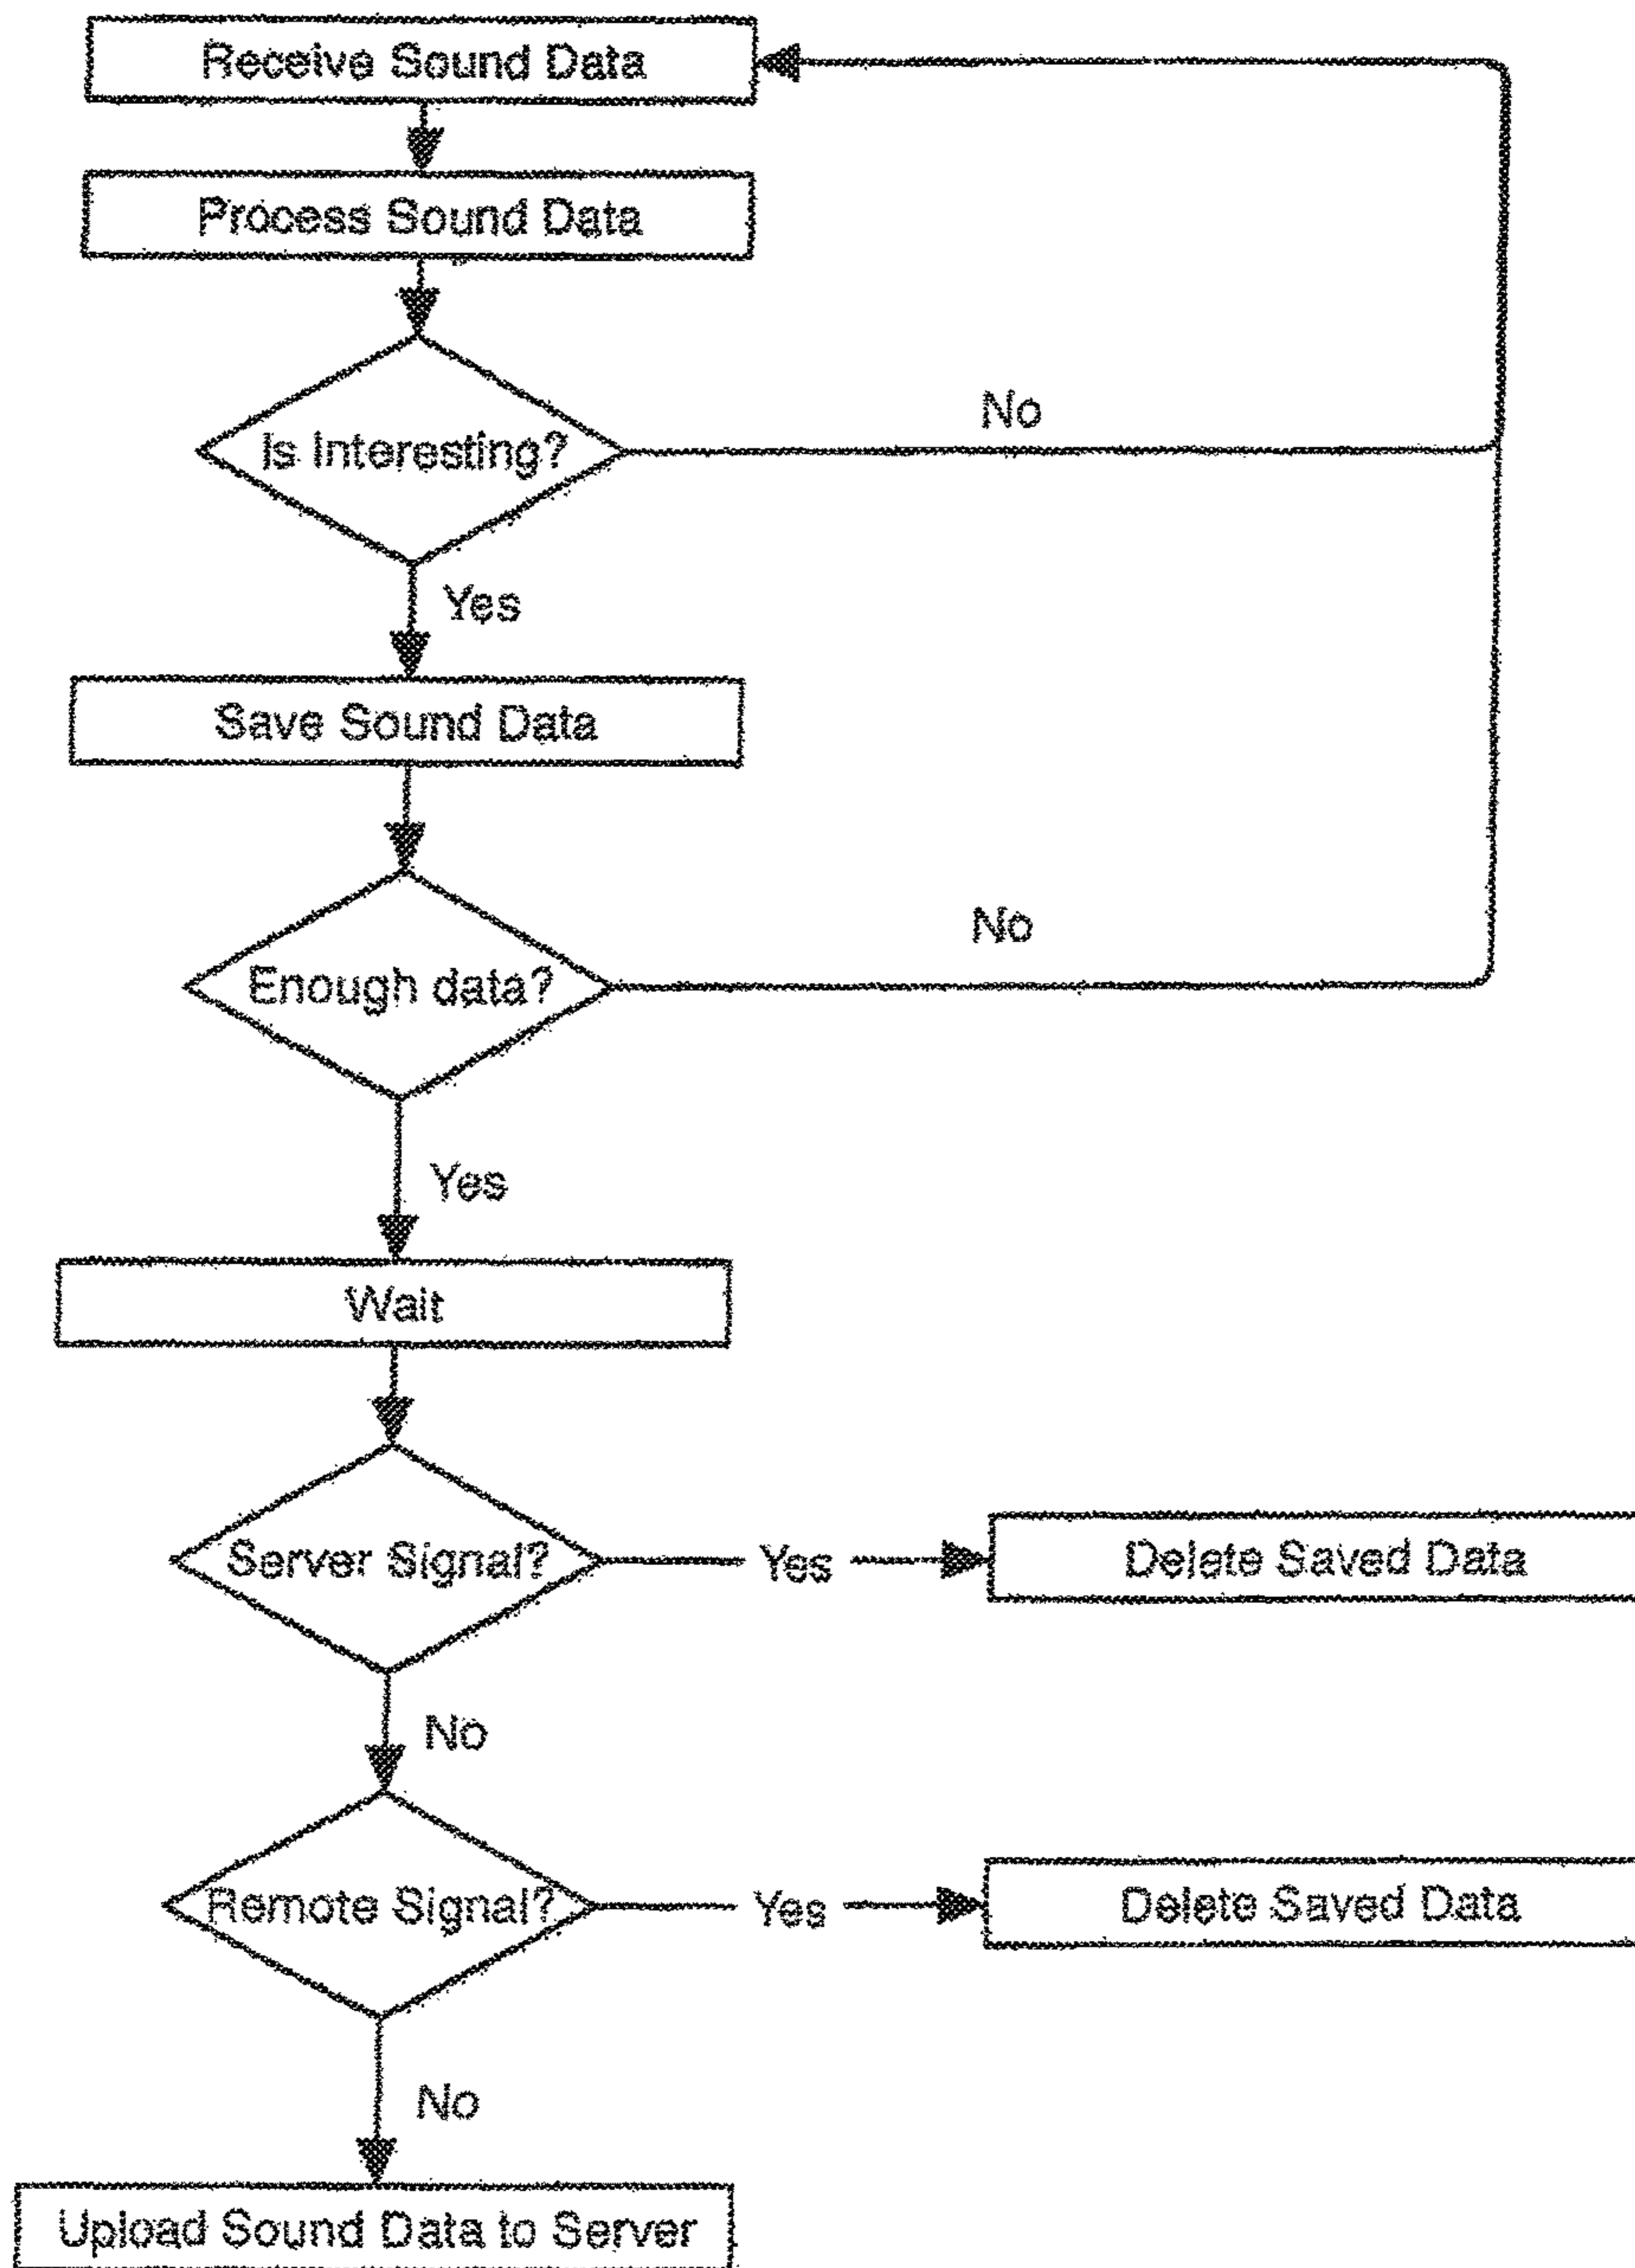 Receive Sound Data
Process Sound Data
Is Interesting?
No
Yes
Save Sound Data
Enough data?
No
Yes
Wait
Server Signal?
Yes
Delete Saved Data
No
Remote Signal?
Yes
Delete Saved Data
No
Upload Sound Data to Server